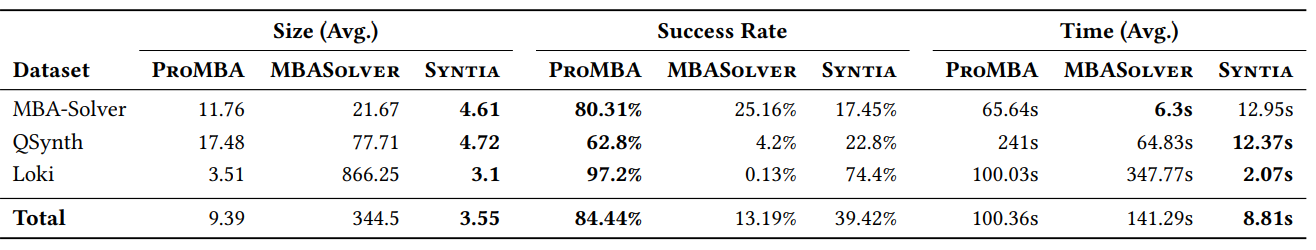 Size (Avg.) Success Rate Time (Avg.)
Dataset ProMBA MBASolver Syntia ProMBA MBASolver Syntia ProMBA MBASolver Syntia
MBA-Solver 11.76 21.67 4.61 80.31% 25.16% 17.45% 65.64s 6.3s 12.95s
QSynth 17.48 77.71 4.72 62.8% 4.2% 22.8% 241s 64.83s 12.37s
Loki 3.51 866.25 3.1 97.2% 0.13% 74.4% 100.03s 347.77s 2.07s
Total 9.39 344.5 3.55 84.44% 13.19% 39.42% 100.36s 141.29s 8.81s